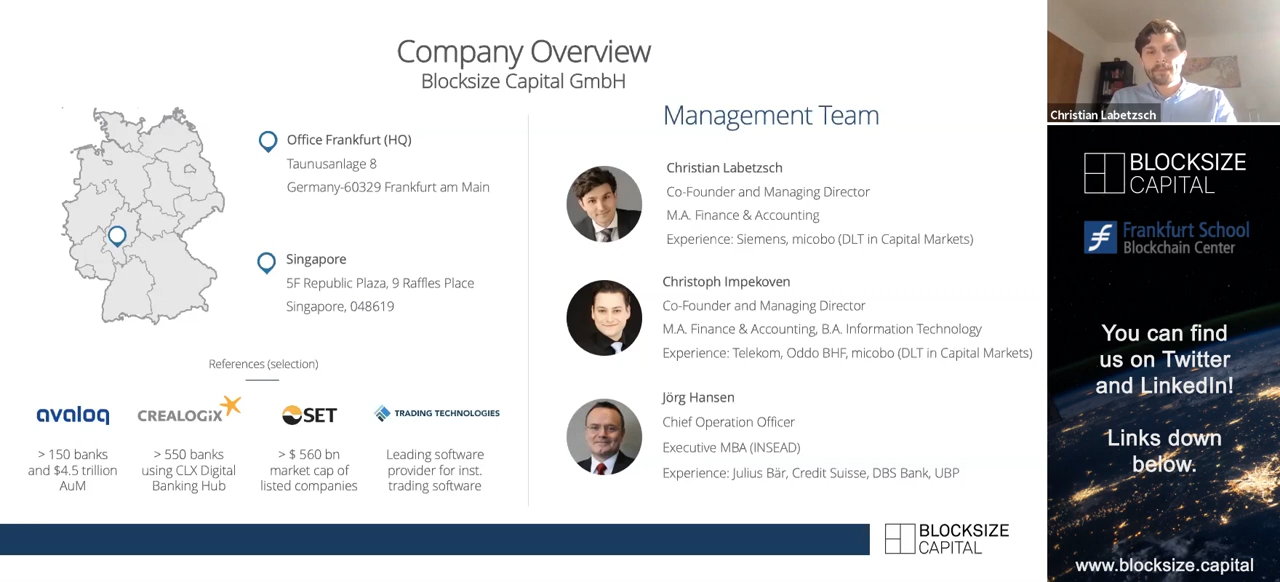 Company Overview
Blocksize Capital GmbH
Office Frankfurt (HQ)
Taunusanlage 8
Germany-60329 Frankfurt am Main
Singapore
5F Republic Plaza, 9 Raffles Place
Singapore, 048619
References (selection)
avaloq
CREALOGiX
SET
TRADING TECHNOLOGIES
> 150 banks
and $4.5 trillion
AuM
> 550 banks
using CLX Digital
Banking Hub
> $ 560 bn
market cap of
listed companies
Leading software
provider for inst.
trading software
Management Team
Christian Labetzsch
Co-Founder and Managing Director
M.A. Finance & Accounting
Experience: Siemens, micobo (DLT in Capital Markets)
Christoph Impekoven
Co-Founder and Managing Director
M.A. Finance & Accounting, B.A. Information Technology
Experience: Telekom, Oddo BHF, micobo (DLT in Capital Markets)
Jörg Hansen
Chief Operation Officer
Executive MBA (INSEAD)
Experience: Julius Bär, Credit Suisse, DBS Bank, UBP
BLOCKSIZE
CAPITAL
Christian Labetzsch
BLOCKSIZE
CAPITAL
Frankfurt School
Blockchain Center
You can find
us on Twitter
and LinkedIn!
Links down
below.
www.blocksize.capital